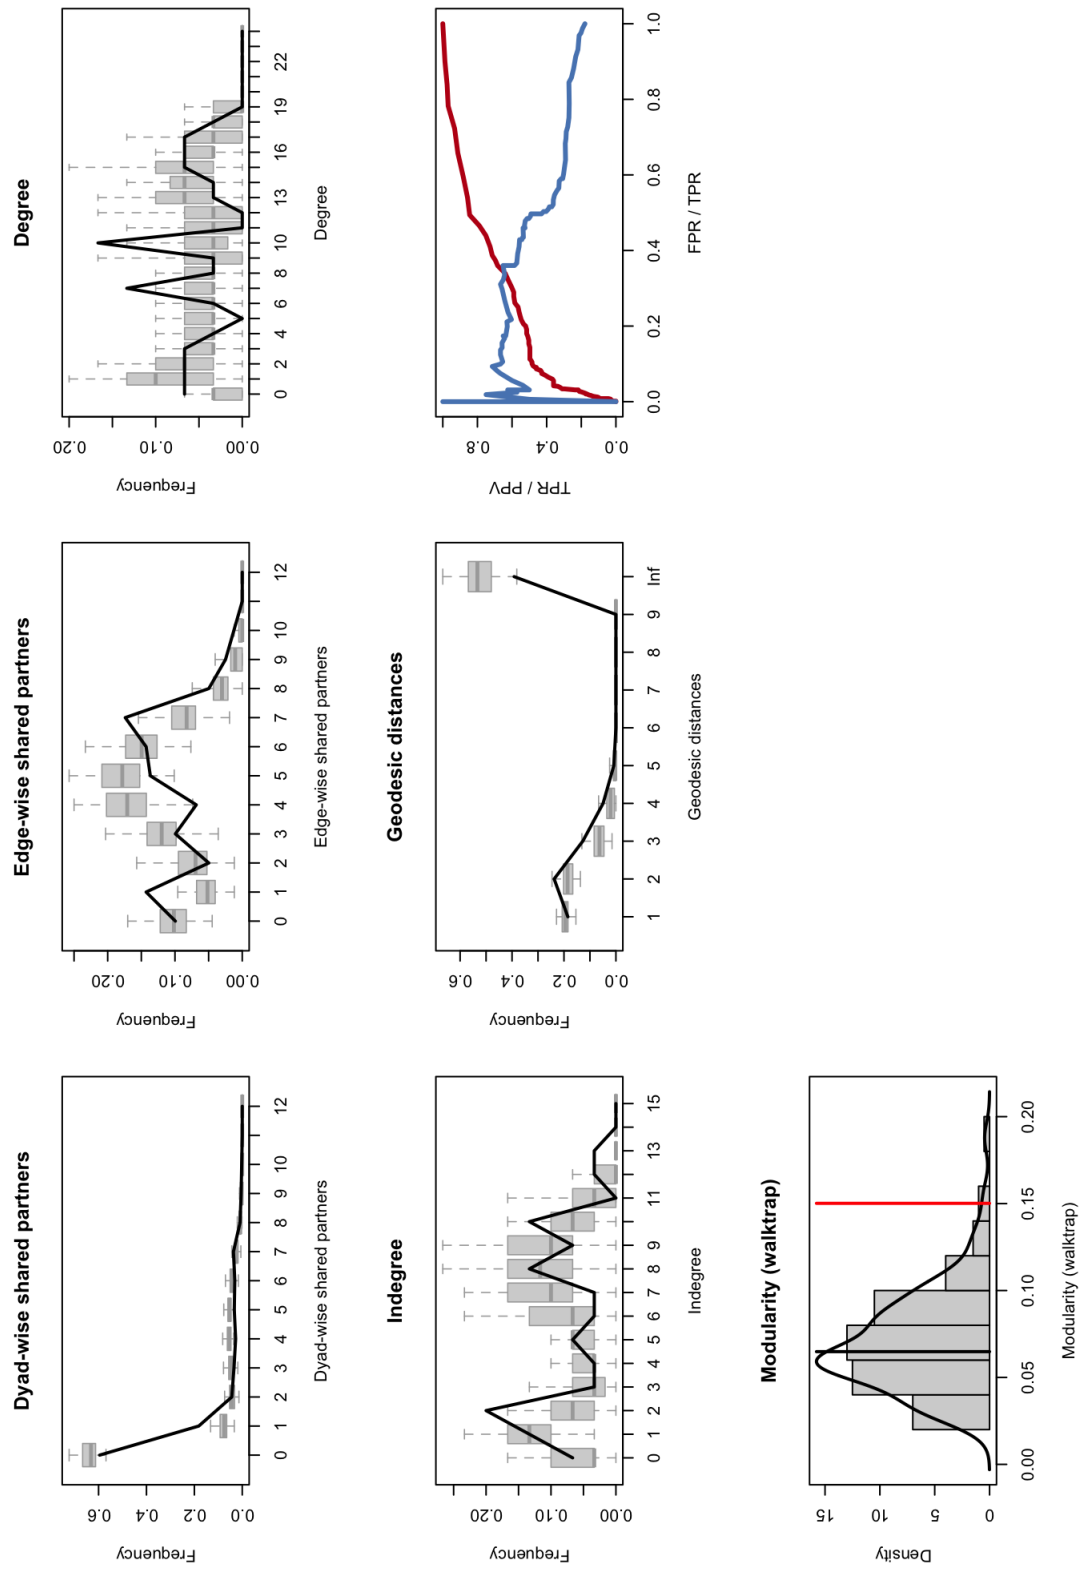 Dyad-wise shared partners
Frequency
0.0 0.2 0.4 0.6
0 1 2 3 4 5 6 7 8 9 10 12
Dyad-wise shared partners
Edge-wise shared partners
Frequency
0.00 0.10 0.20
0 1 2 3 4 5 6 7 8 9 10 12
Edge-wise shared partners
Degree
Frequency
0.00 0.10 0.20
0 2 4 6 8 10 13 16 19 22
Degree
Indegree
Frequency
0.00 0.10 0.20
0 1 2 3 4 5 6 7 8 9 11 13 15
Indegree
Geodesic distances
Frequency
0.0 0.2 0.4 0.6
1 2 3 4 5 6 7 8 9 Inf
Geodesic distances
TPR / PPV
0.0 0.4 0.8
0.0 0.2 0.4 0.6 0.8 1.0
FPR / TPR
Modularity (walktrap)
Density
0 5 10 15
0.00 0.05 0.10 0.15 0.20
Modularity (walktrap)